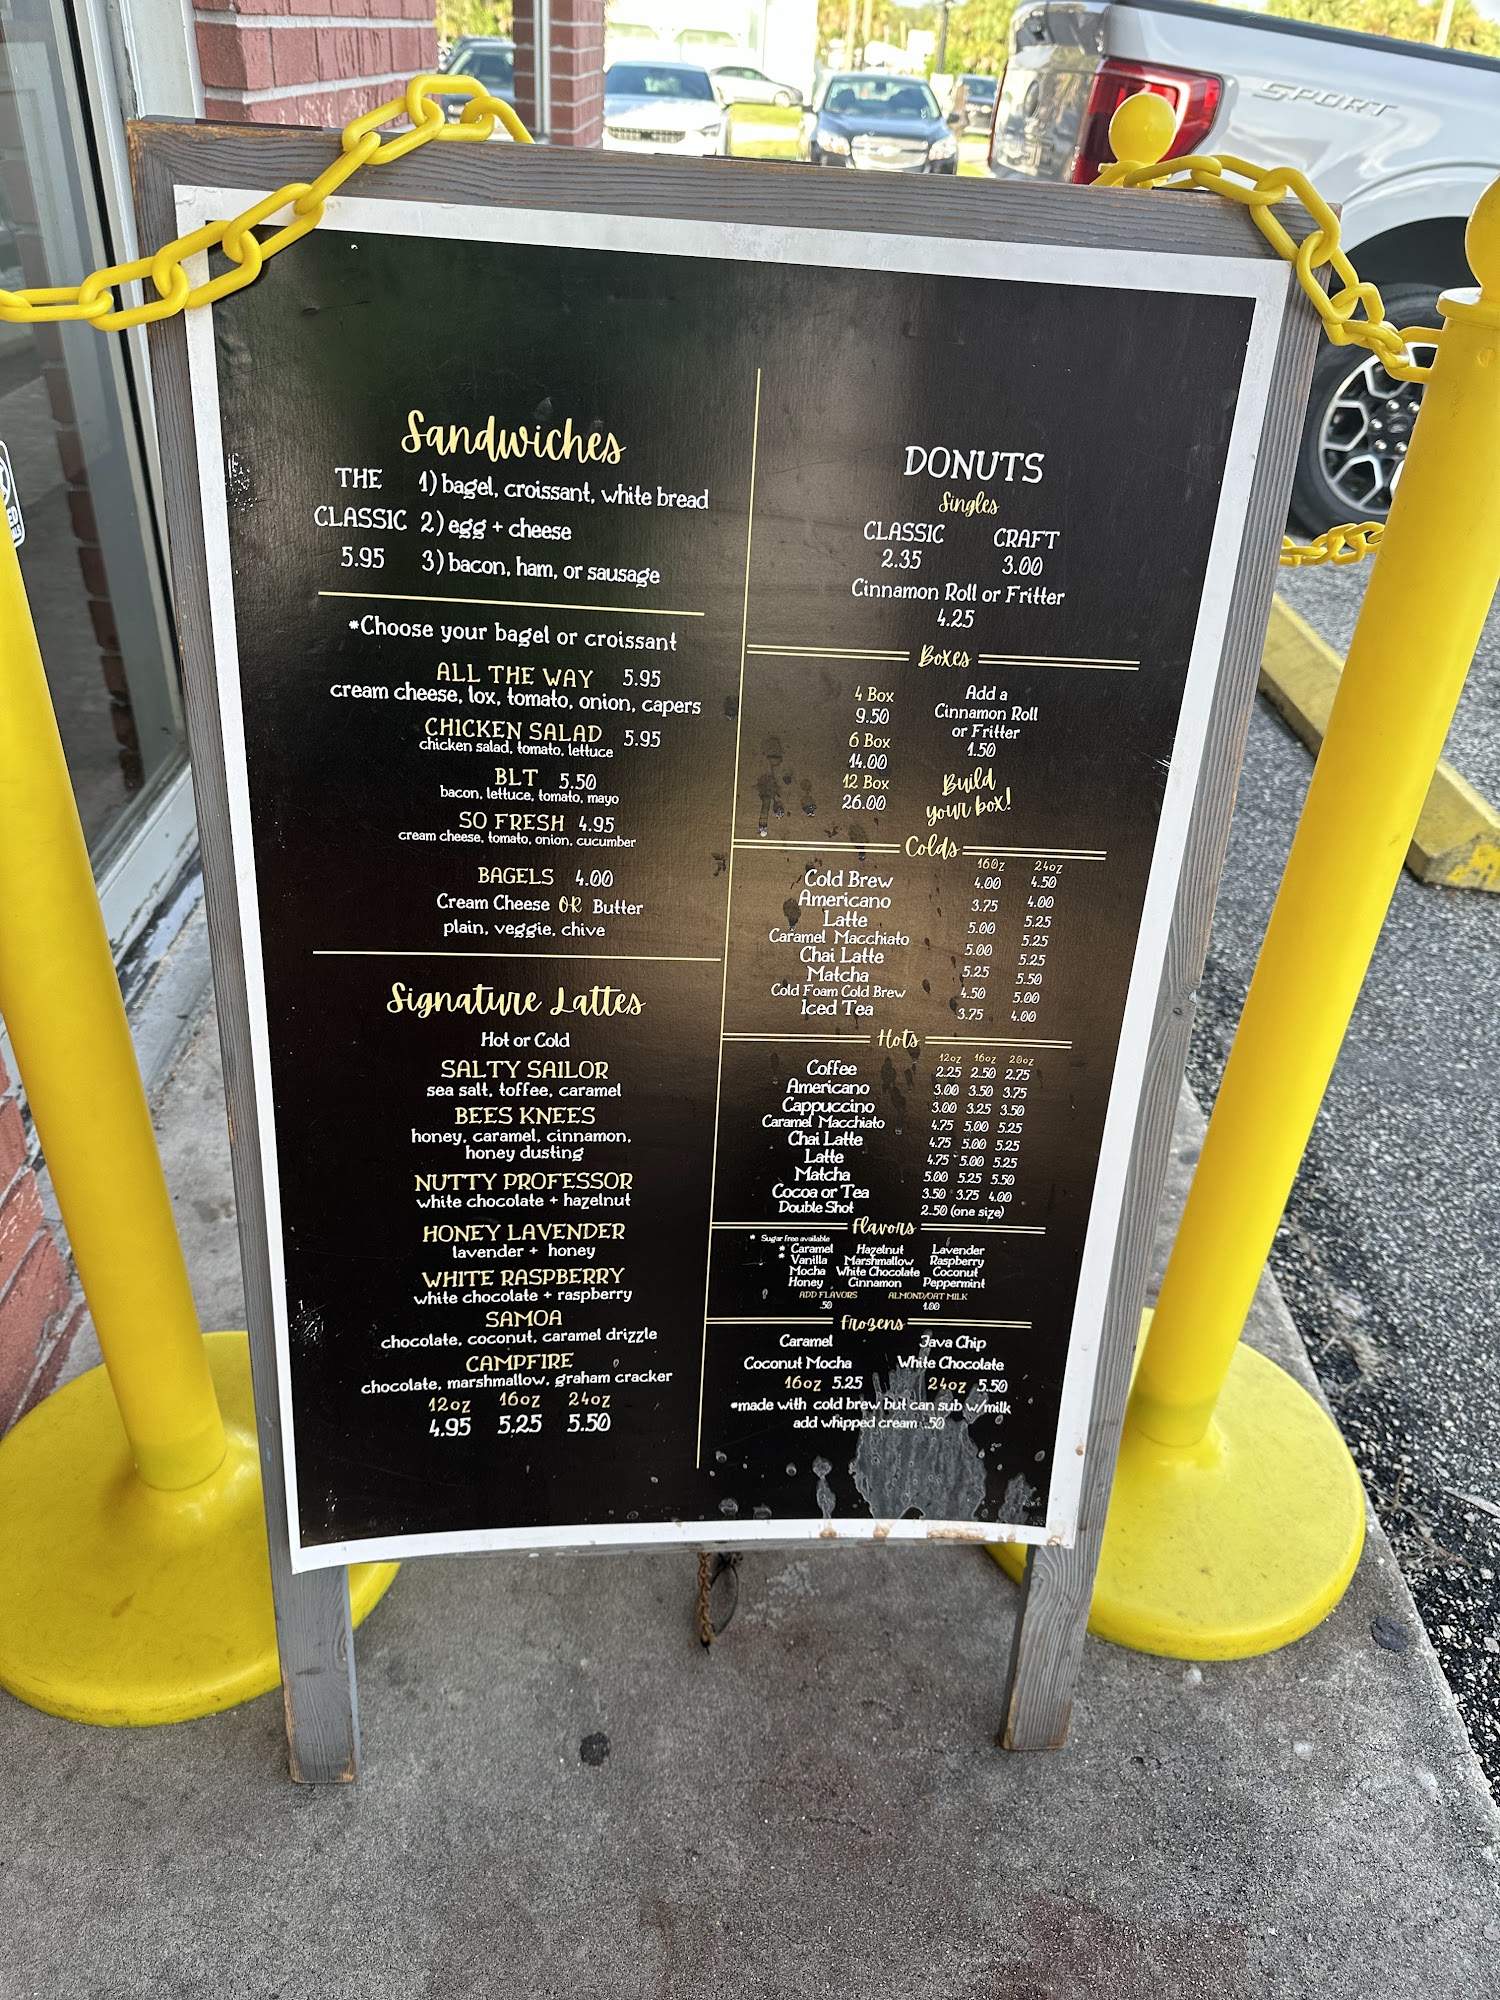 SPORT
Sandwiches
THE 1) bagel, croissant, white bread
CLASSIC 2) egg + cheese
5.95 3) bacon, ham, or sausage
*Choose your bagel or croissant
ALL THE WAY 5.95
cream cheese, lox, tomato, onion, capers
CHICKEN SALAD 5.95
chicken salad, tomato, lettuce
BLT 5.50
bacon, lettuce, tomato, mayo
SO FRESH 4.95
cream cheese, tomato, onion, cucumber
BAGELS 4.00
Cream Cheese OR Butter
plain, veggie, chive
Signature Lattes
Hot or Cold
SALTY SAILOR
sea salt, toffee, caramel
BEES KNEES
honey, caramel, cinnamon,
honey dusting
NUTTY PROFESSOR
white chocolate + hazelnut
HONEY LAVENDER
lavender + honey
WHITE RASPBERRY
white chocolate + raspberry
SAMOA
chocolate, coconut, caramel drizzle
CAMPFIRE
chocolate, marshmallow, graham cracker
12oz 16oz 24oz
4.95 5.25 5.50
DONUTS
Singles
CLASSIC CRAFT
2.35 3.00
Cinnamon Roll or Fritter
4.25
Boxes
4 Box
9.50
6 Box
14.00
12 Box
26.00
Add a
Cinnamon Roll
or Fritter
1.50
Build
your box!
Colds
16oz 24oz
Cold Brew 4.00 4.50
Americano 3.75 4.00
Latte 5.00 5.25
Caramel Macchiato 5.00 5.25
Chai Latte 5.25
Matcha 5.25 5.50
Cold Foam Cold Brew 4.50 5.00
Iced Tea 3.75 4.00
Hots
12oz 16oz 20oz
Coffee 2.25 2.50 2.75
Americano 3.00 3.50 3.75
Cappuccino 3.00 3.25 3.50
Caramel Macchiato 4.75 5.00 5.25
Chai Latte 4.75 5.00 5.25
Latte 4.75 5.00 5.25
Matcha 5.00 5.25 5.50
Cocoa or Tea 3.50 3.75 4.00
Double Shot 2.50 (one size)
Flavors
* Sugar free available
* Caramel Hazelnut Lavender
* Vanilla Marshmallow Raspberry
Mocha White Chocolate Coconut
Honey Cinnamon Peppermint
ADD FLAVORS ALMOND/OAT MILK
.50 1.00
Frozens
Caramel Java Chip
Coconut Mocha White Chocolate
16oz 5.25 24oz 5.50
*made with cold brew but can sub w/milk
add whipped cream .50